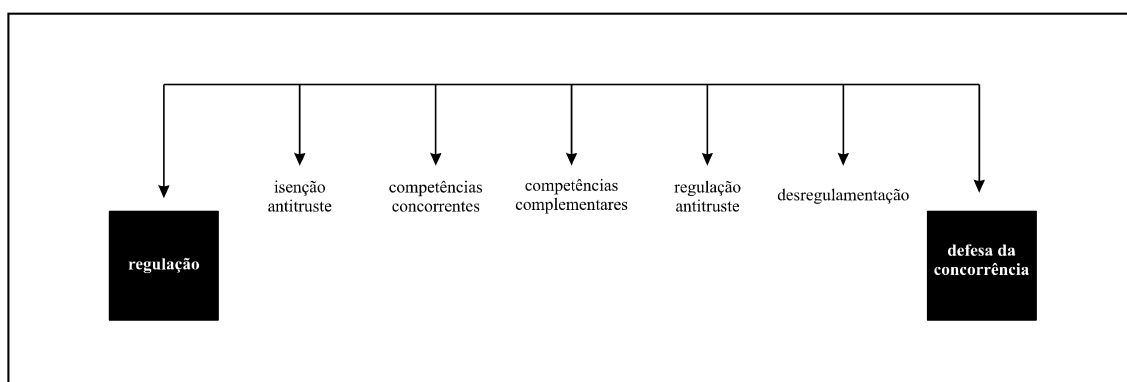 isenção
antitruste
competências
concorrentes
competências
complementares
regulação
antitruste
desregulamentação
regulação
defesa da
concorrência